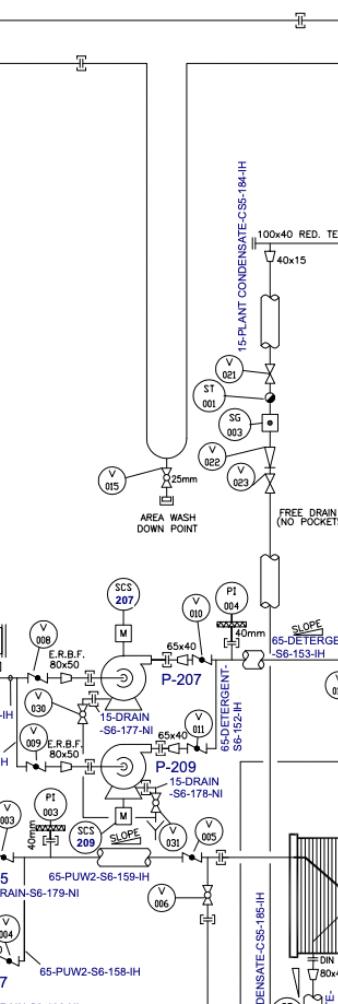 15-PLANT CONDENSATE-CS5-184-IH
100x40 RED. TE
40x15
V
021
ST
001
SG
003
V
022
V
023
V
015
25mm
AREA WASH
DOWN POINT
FREE DRAIN
(NO POCKETS
SCS
207
M
V
010
PI
004
40mm
SLOPE
65-DETERGE
-S6-153-IH
V
008
E.R.B.F.
80x50
65x40
P-207
V
030
15-DRAIN
-S6-177-NI
65-DETERGENT-
S6-152-IH
-IH
V
009
E.R.B.F.
80x50
65x40
V
011
P-209
15-DRAIN
-S6-178-NI
PI
003
40mm
SCS
209
M
SLOPE
V
031
V
005
V
003
65-PUW2-S6-159-IH
5
RAIN-S6-179-NI
V
006
004
65-PUW2-S6-158-IH
7
DENSATE-CS5-185-IH
DIN
80x4